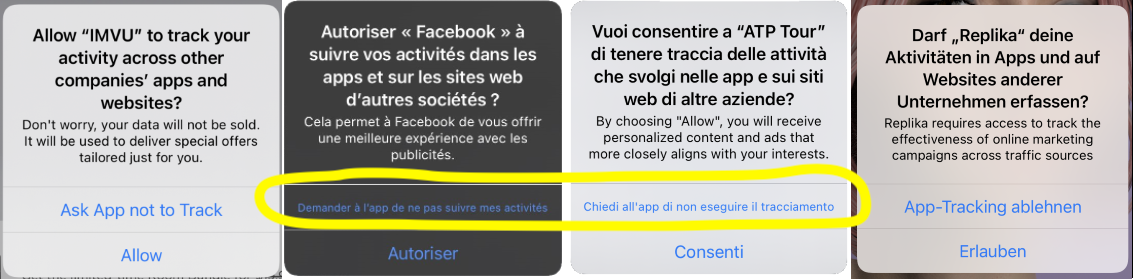 Allow “IMVU” to track your
activity across other
companies’ apps and
websites?
Don't worry, your data will not be sold.
It will be used to deliver special offers
tailored just for you.
Ask App not to Track
Allow
Autoriser « Facebook » à
suivre vos activités dans les
apps et sur les sites web
d’autres sociétés ?
Cela permet à Facebook de vous offrir
une meilleure expérience avec les
publicités.
Demander à l'app de ne pas suivre mes activités
Autoriser
Vuoi consentire a “ATP Tour”
di tenere traccia delle attività
che svolgi nelle app e sui siti
web di altre aziende?
By choosing "Allow", you will receive
personalized content and ads that
more closely aligns with your interests.
Chiedi all'app di non eseguire il tracciamento
Consenti
Darf „Replika“ deine
Aktivitäten in Apps und auf
Websites anderer
Unternehmen erfassen?
Replika requires access to track the
effectiveness of online marketing
campaigns across traffic sources
App-Tracking ablehnen
Erlauben